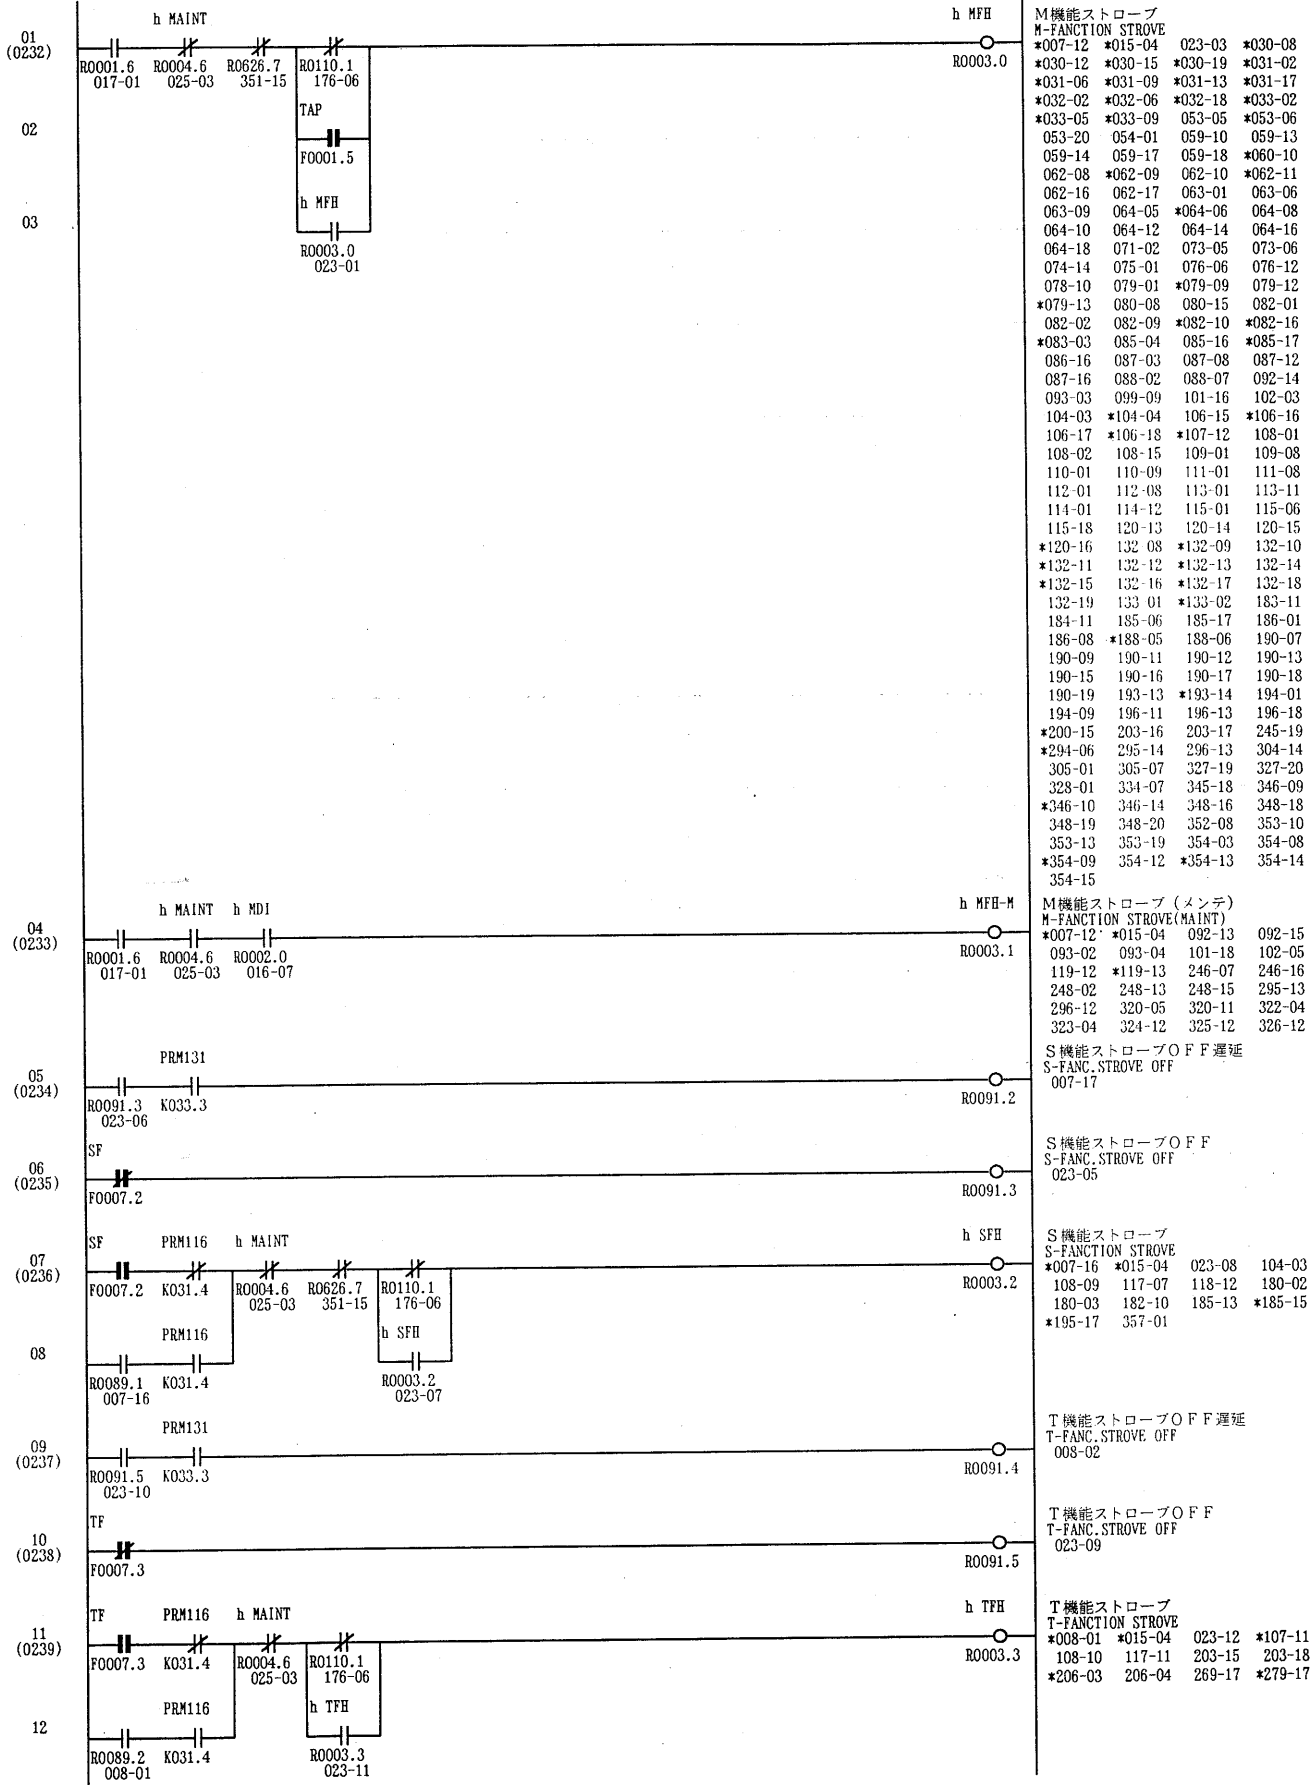 h MAINT h MFH
01 (0232)
R0001.6 R0004.6 R0626.7 R0110.1 R0003.0
017-01 025-03 351-15 176-06
TAP
02
F0001.5
h MFH
03
R0003.0
023-01
M機能ストローブ
M-FANCTION STROVE
*007-12 *015-04 023-03 *030-08
*030-12 *030-15 *030-19 *031-02
*031-06 *031-09 *031-13 *031-17
*032-02 *032-06 *032-18 *033-02
*033-05 *033-09 053-05 *053-06
053-20 054-01 059-10 059-13
059-14 059-17 059-18 *060-10
062-08 *062-09 062-10 *062-11
062-16 062-17 063-01 063-06
063-09 064-05 *064-06 064-08
064-10 064-12 064-14 064-16
064-18 071-02 073-05 073-06
074-14 075-01 076-06 076-12
078-10 079-01 *079-09 079-12
*079-13 080-08 080-15 082-01
082-02 082-09 *082-10 *082-16
*083-03 085-04 085-16 *085-17
086-16 087-03 087-08 087-12
087-16 088-02 088-07 092-14
093-03 099-09 101-16 102-03
104-03 *104-04 106-15 *106-16
106-17 *106-18 *107-12 108-01
108-02 108-15 109-01 109-08
110-01 110-09 111-01 111-08
112-01 112-08 113-01 113-11
114-01 114-12 115-01 115-06
115-18 120-13 120-14 120-15
*120-16 132-08 *132-09 132-10
*132-11 132-12 *132-13 132-14
*132-15 132-16 *132-17 132-18
132-19 133-01 *133-02 183-11
184-11 185-06 185-17 186-01
186-08 *188-05 188-06 190-07
190-09 190-11 190-12 190-13
190-15 190-16 190-17 190-18
190-19 193-13 *193-14 194-01
194-09 196-11 196-13 196-18
*200-15 203-16 203-17 245-19
*294-06 295-14 296-13 304-14
305-01 305-07 327-19 327-20
328-01 334-07 345-18 346-09
*346-10 346-14 348-16 348-18
348-19 348-20 352-08 353-10
353-13 353-19 354-03 354-08
*354-09 354-12 *354-13 354-14
354-15
h MAINT h MDI h MFH-M
04 (0233)
R0001.6 R0004.6 R0002.0 R0003.1
017-01 025-03 016-07
M機能ストローブ (メンテ)
M-FANCTION STROVE(MAINT)
*007-12 *015-04 092-13 092-15
093-02 093-04 101-18 102-05
119-12 *119-13 246-07 246-16
248-02 248-13 248-15 295-13
296-12 320-05 320-11 322-04
323-04 324-12 325-12 326-12
PRM131
05 (0234)
R0091.3 K033.3 R0091.2
023-06
S機能ストローブOFF遅延
S-FANC.STROVE OFF
007-17
SF
06 (0235)
F0007.2 R0091.3
S機能ストローブOFF
S-FANC.STROVE OFF
023-05
SF PRM116 h MAINT h SFH
07 (0236)
F0007.2 K031.4 R0004.6 R0626.7 R0110.1 R0003.2
025-03 351-15 176-06
PRM116 h SFH
08
R0089.1 K031.4 R0003.2
007-16 023-07
S機能ストローブ
S-FANCTION STROVE
*007-16 *015-04 023-08 104-03
108-09 117-07 118-12 180-02
180-03 182-10 185-13 *185-15
*195-17 357-01
PRM131
09 (0237)
R0091.5 K033.3 R0091.4
023-10
T機能ストローブOFF遅延
T-FANC.STROVE OFF
008-02
TF
10 (0238)
F0007.3 R0091.5
T機能ストローブOFF
T-FANC.STROVE OFF
023-09
TF PRM116 h MAINT h TFH
11 (0239)
F0007.3 K031.4 R0004.6 R0110.1 R0003.3
025-03 176-06
PRM116 h TFH
12
R0089.2 K031.4 R0003.3
008-01 023-11
T機能ストローブ
T-FANCTION STROVE
*008-01 *015-04 023-12 *107-11
108-10 117-11 203-15 203-18
*206-03 206-04 269-17 *279-17